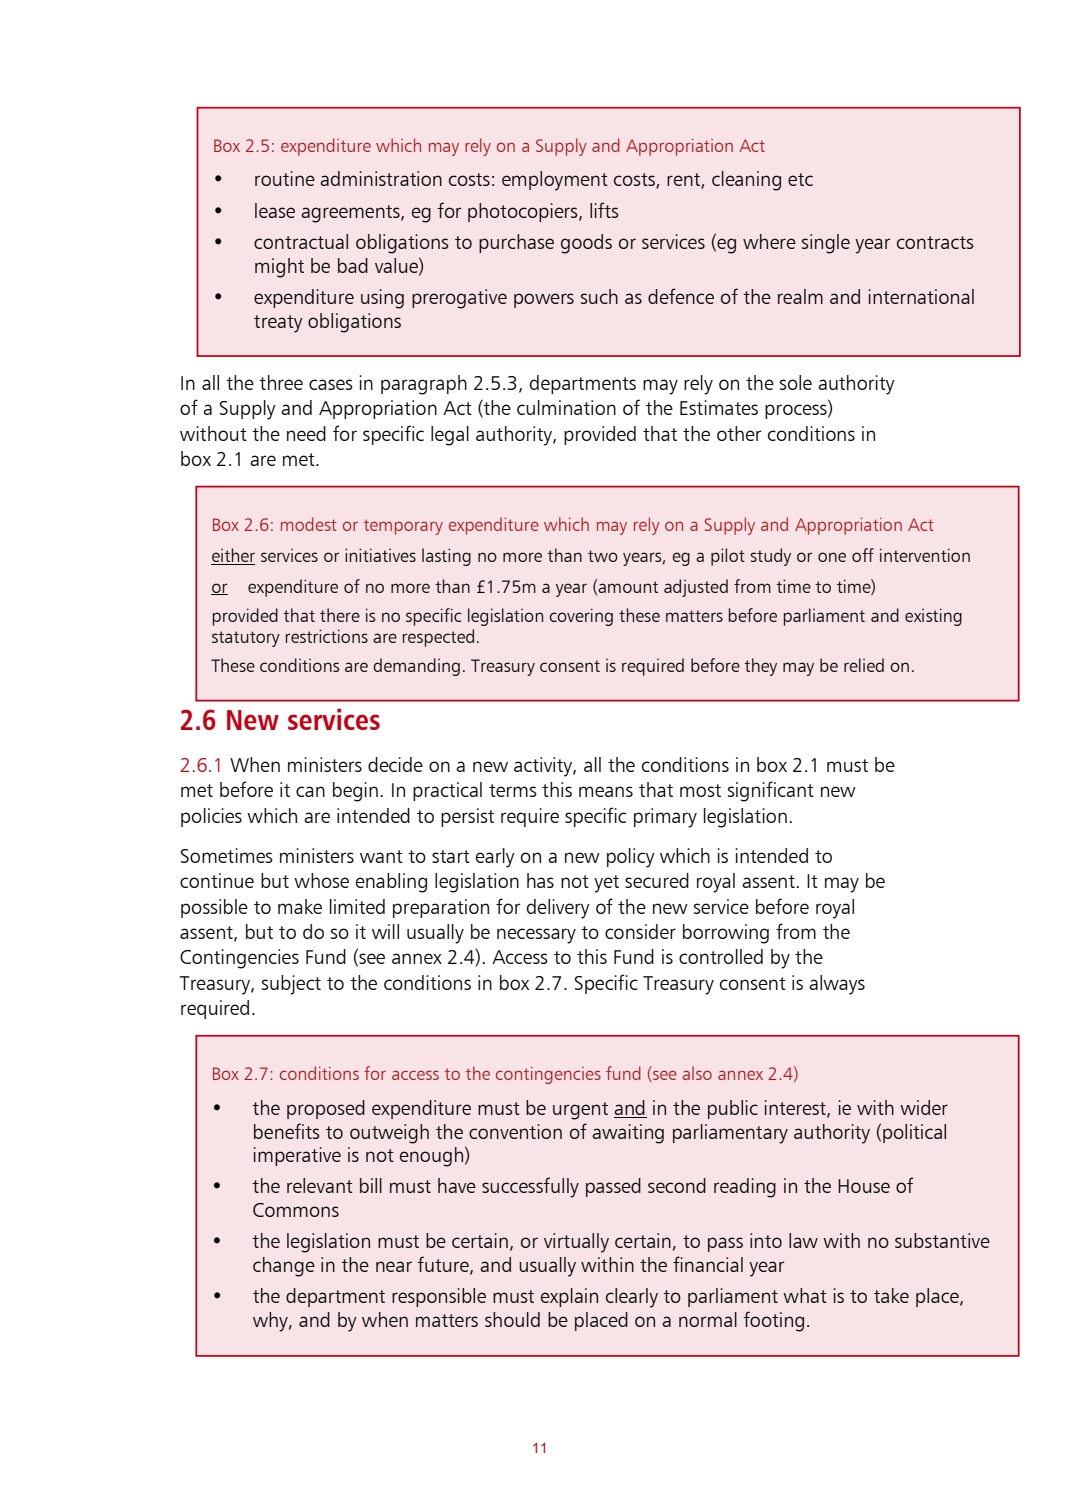 Box 2.5: expenditure which may rely on a Supply and Appropriation Act
• routine administration costs: employment costs, rent, cleaning etc
• lease agreements, eg for photocopiers, lifts
• contractual obligations to purchase goods or services (eg where single year contracts
might be bad value)
• expenditure using prerogative powers such as defence of the realm and international
treaty obligations
In all the three cases in paragraph 2.5.3, departments may rely on the sole authority
of a Supply and Appropriation Act (the culmination of the Estimates process)
without the need for specific legal authority, provided that the other conditions in
box 2.1 are met.
Box 2.6: modest or temporary expenditure which may rely on a Supply and Appropriation Act
either services or initiatives lasting no more than two years, eg a pilot study or one off intervention
or expenditure of no more than £1.75m a year (amount adjusted from time to time)
provided that there is no specific legislation covering these matters before parliament and existing
statutory restrictions are respected.
These conditions are demanding. Treasury consent is required before they may be relied on.
2.6 New services
2.6.1 When ministers decide on a new activity, all the conditions in box 2.1 must be
met before it can begin. In practical terms this means that most significant new
policies which are intended to persist require specific primary legislation.
Sometimes ministers want to start early on a new policy which is intended to
continue but whose enabling legislation has not yet secured royal assent. It may be
possible to make limited preparation for delivery of the new service before royal
assent, but to do so it will usually be necessary to consider borrowing from the
Contingencies Fund (see annex 2.4). Access to this Fund is controlled by the
Treasury, subject to the conditions in box 2.7. Specific Treasury consent is always
required.
Box 2.7: conditions for access to the contingencies fund (see also annex 2.4)
• the proposed expenditure must be urgent and in the public interest, ie with wider
benefits to outweigh the convention of awaiting parliamentary authority (political
imperative is not enough)
• the relevant bill must have successfully passed second reading in the House of
Commons
• the legislation must be certain, or virtually certain, to pass into law with no substantive
change in the near future, and usually within the financial year
• the department responsible must explain clearly to parliament what is to take place,
why, and by when matters should be placed on a normal footing.
11